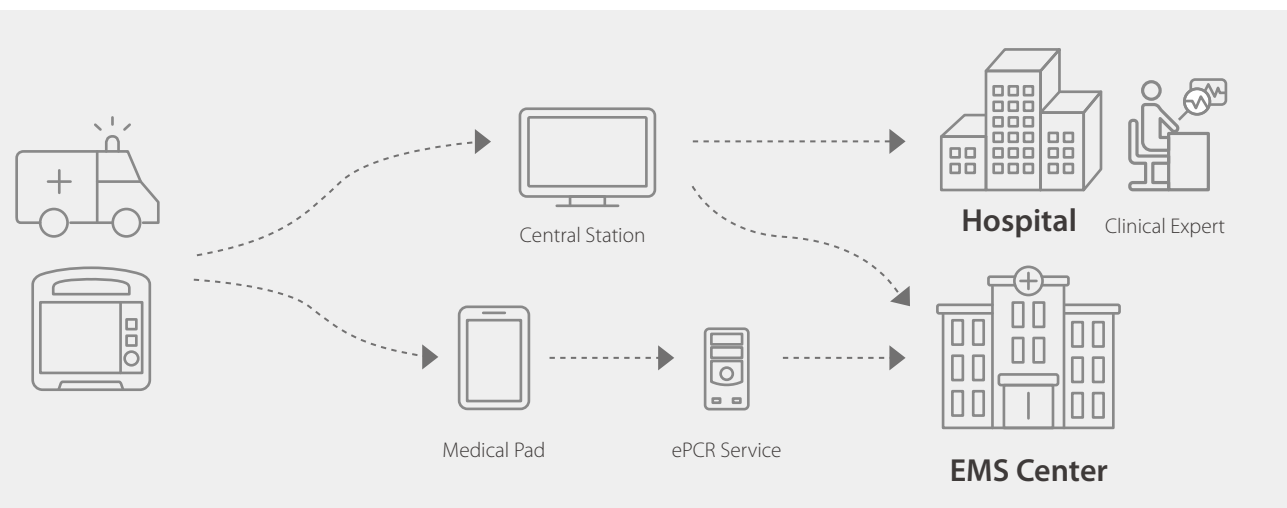 Central Station
Hospital
Clinical Expert
Medical Pad
ePCR Service
EMS Center